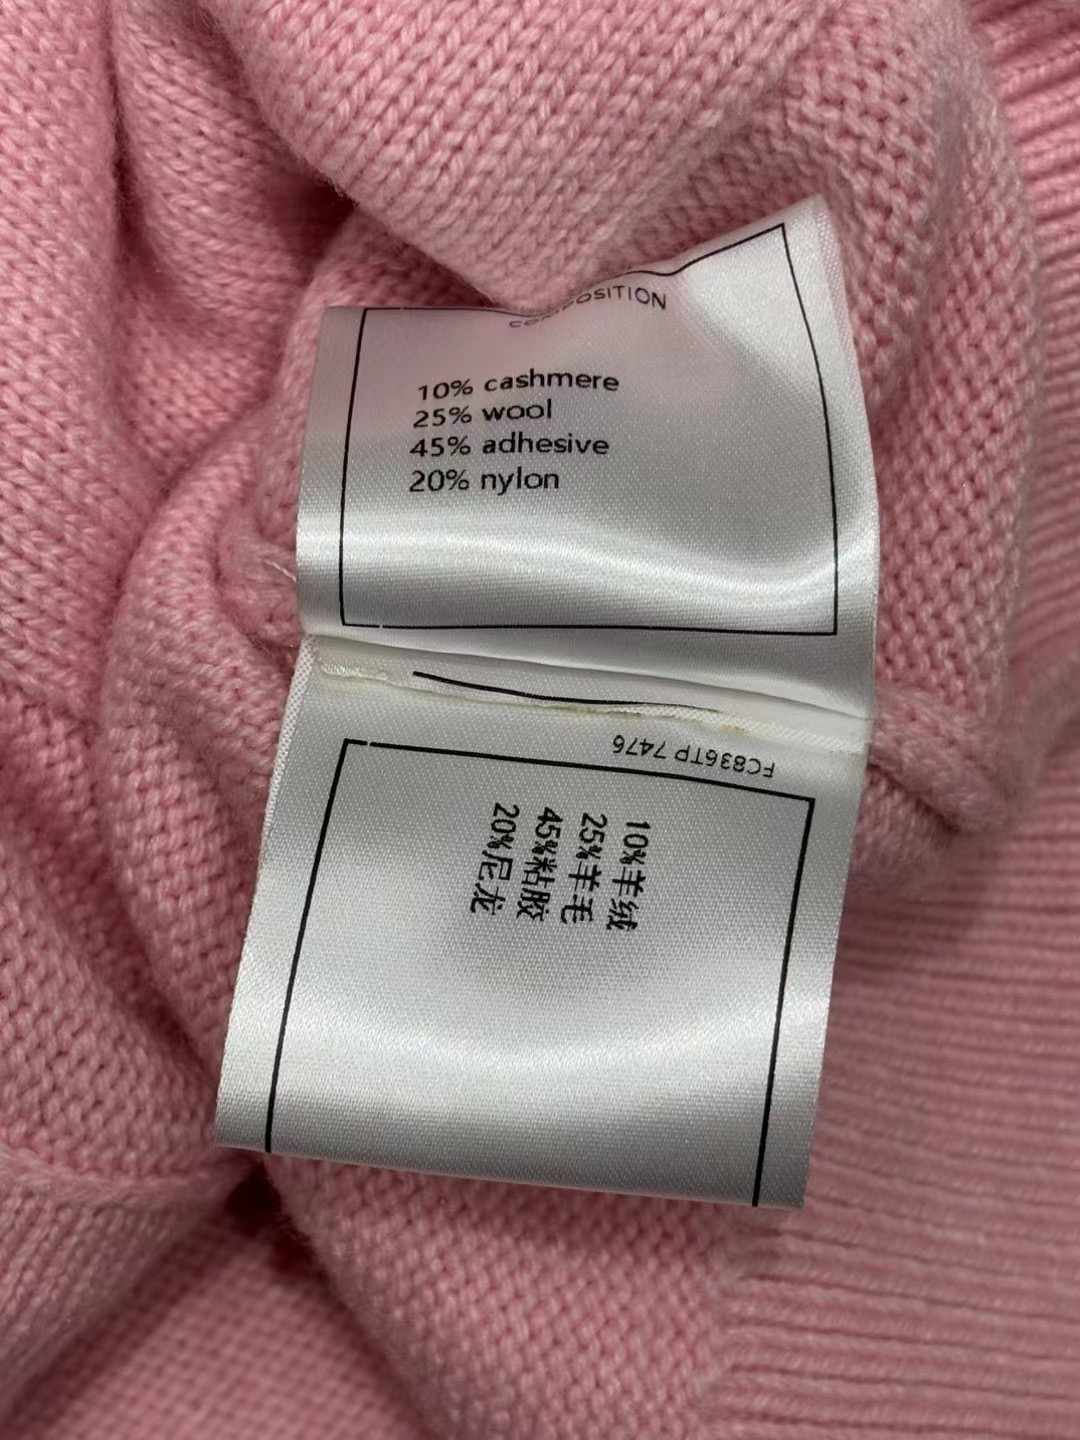 COMPOSITION
10% cashmere
25% wool
45% adhesive
20% nylon
FC836TP 7476
10%羊绒
25%羊毛
45%粘胶
20%尼龙